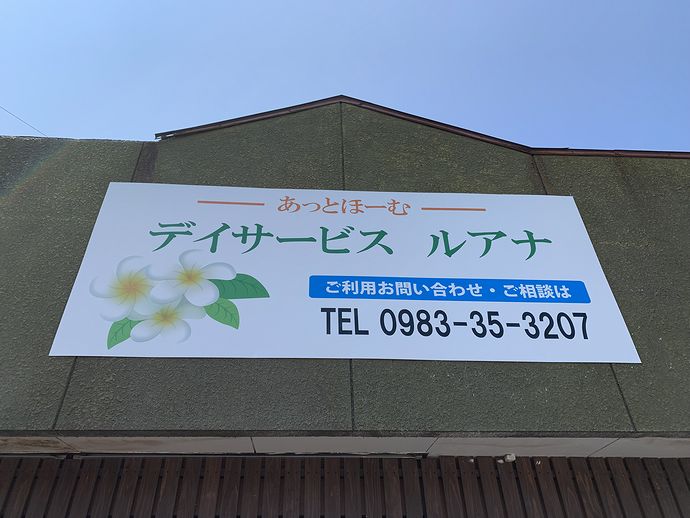 あっとほーむ
デイサービス ルアナ
ご利用お問い合わせ・ご相談は
TEL 0983-35-3207